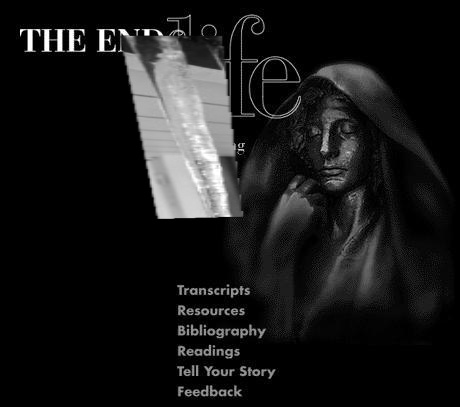 THE END
life
Transcripts
Resources
Bibliography
Readings
Tell Your Story
Feedback